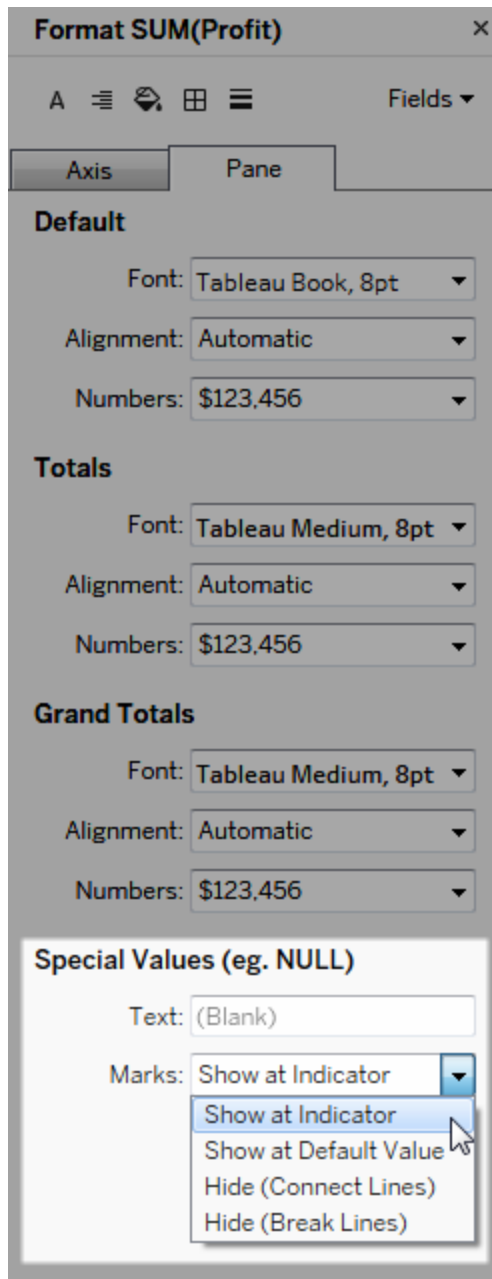 Format SUM(Profit) ×
A Fields
Axis Pane
Default
Font: Tableau Book, 8pt
Alignment: Automatic
Numbers: $123,456
Totals
Font: Tableau Medium, 8pt
Alignment: Automatic
Numbers: $123,456
Grand Totals
Font: Tableau Medium, 8pt
Alignment: Automatic
Numbers: $123,456
Special Values (eg. NULL)
Text: (Blank)
Marks: Show at Indicator
Show at Indicator
Show at Default Value
Hide (Connect Lines)
Hide (Break Lines)